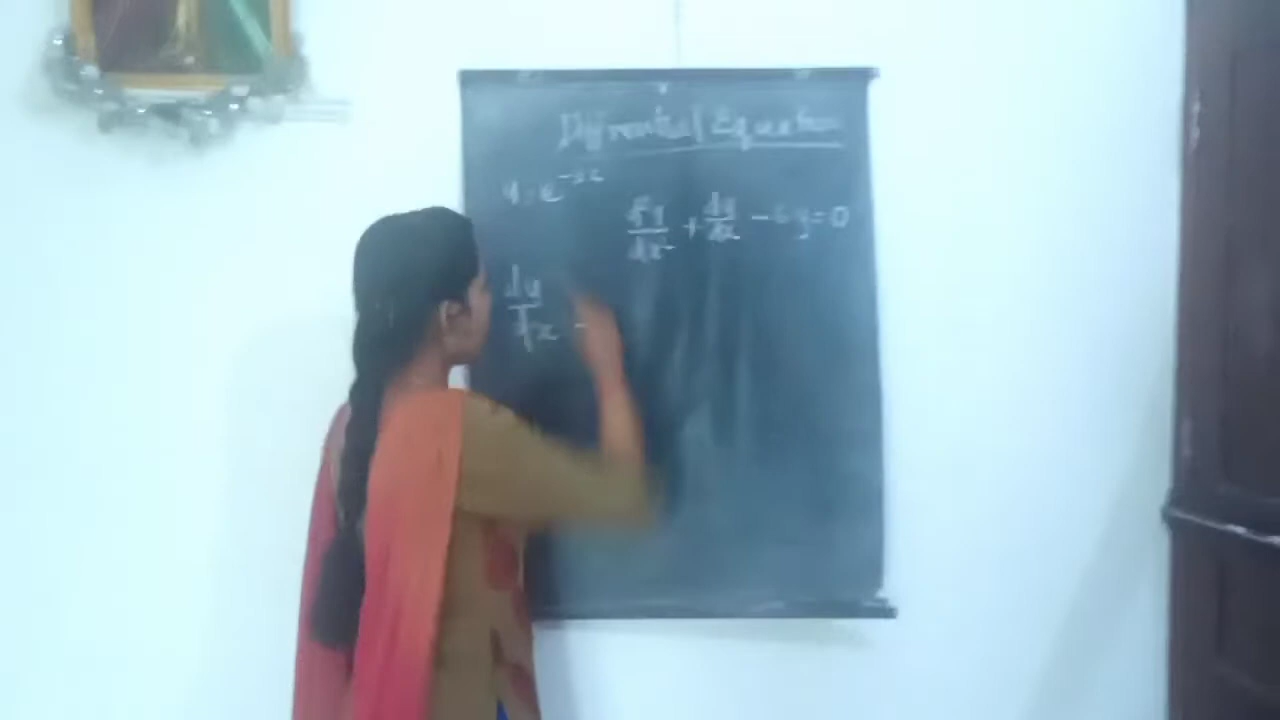 Differential Equation
y = e^-3x
d²y/dx² + dy/dx - 6y = 0
dy/dx =